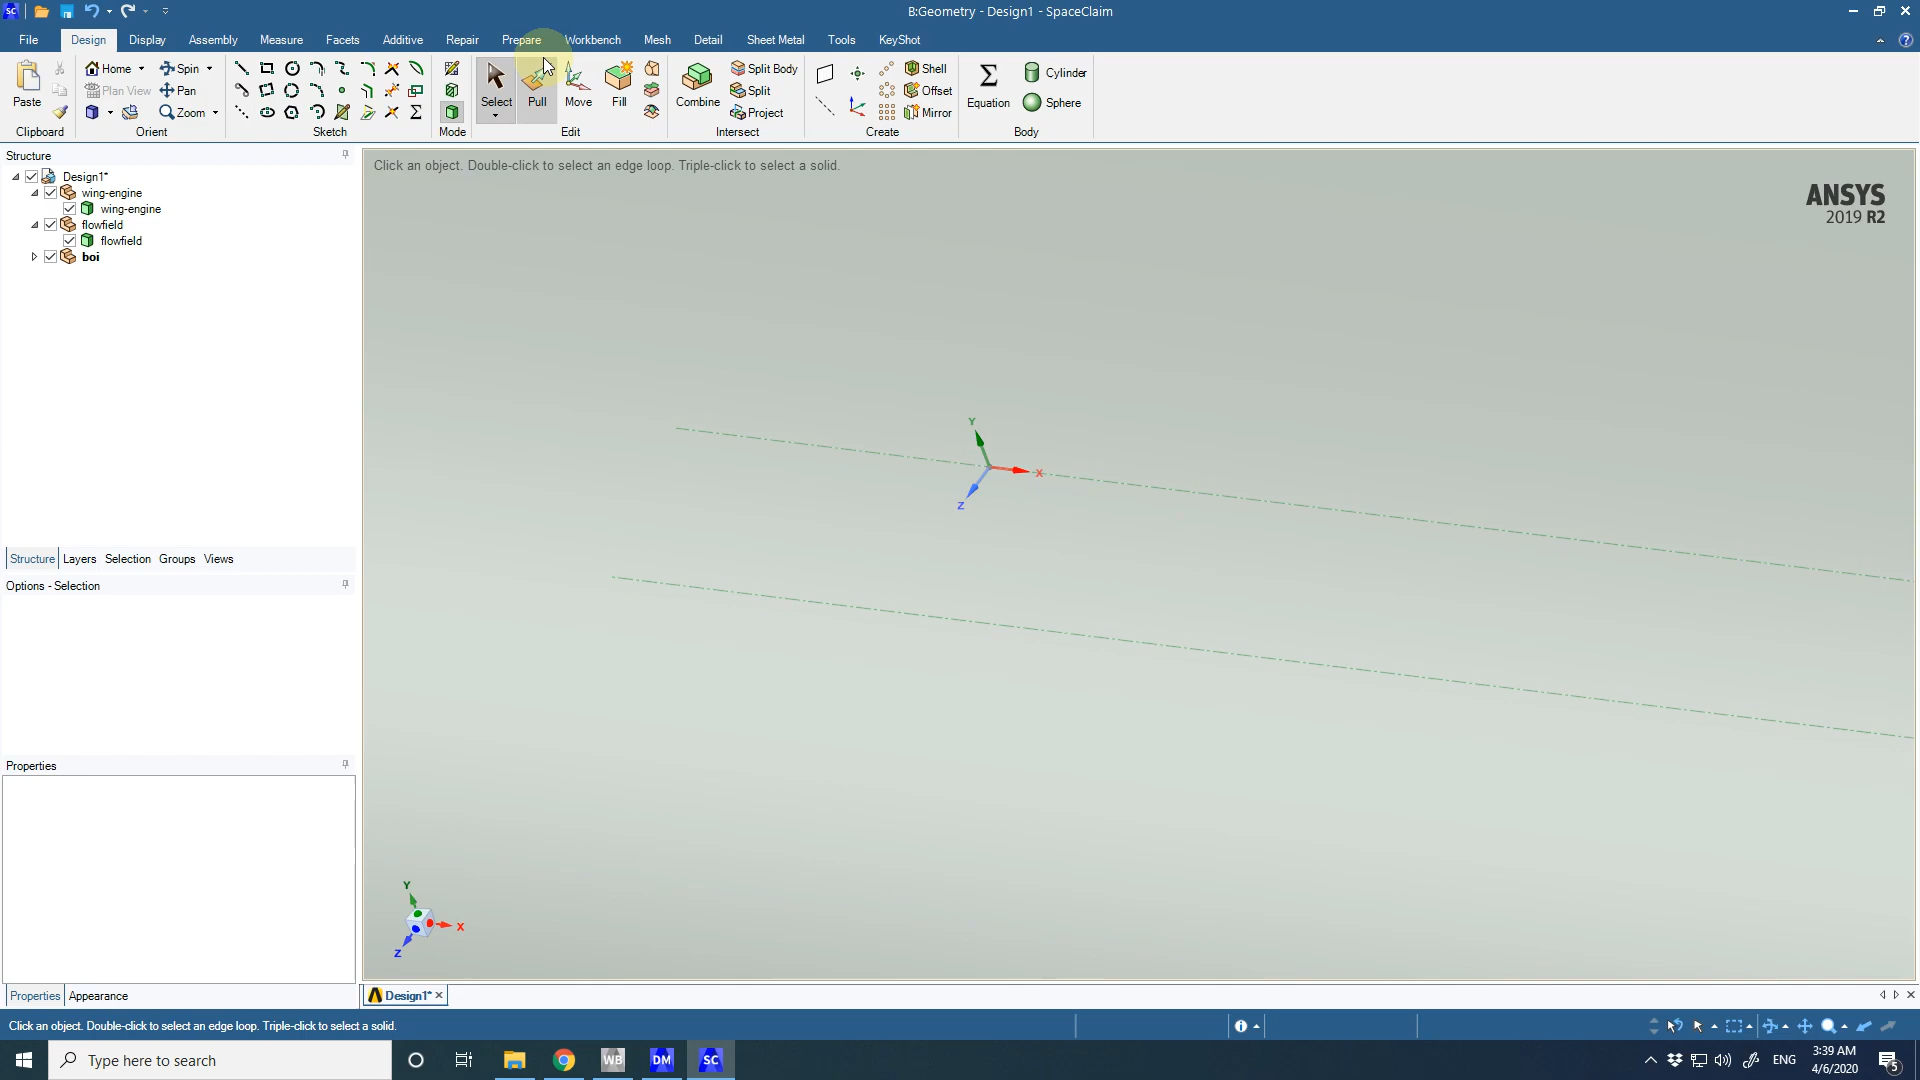 B:Geometry - Design1 - SpaceClaim
File Design Display Assembly Measure Facets Additive Repair Prepare Workbench Mesh Detail Sheet Metal Tools KeyShot
Paste
Clipboard
Home
Plan View
Spin
Pan
Zoom
Orient
Sketch
Mode
Select
Pull
Move
Fill
Edit
Combine
Split Body
Split
Project
Intersect
Shell
Offset
Mirror
Create
Equation
Cylinder
Sphere
Body
Structure
Design1*
wing-engine
wing-engine
flowfield
flowfield
boi
Structure Layers Selection Groups Views
Options - Selection
Properties
Properties Appearance
Click an object. Double-click to select an edge loop. Triple-click to select a solid.
ANSYS
2019 R2
Y
X
Z
Y
X
Z
Design1*
Click an object. Double-click to select an edge loop. Triple-click to select a solid.
Type here to search
WB
DM
SC
ENG
3:39 AM
4/6/2020
5